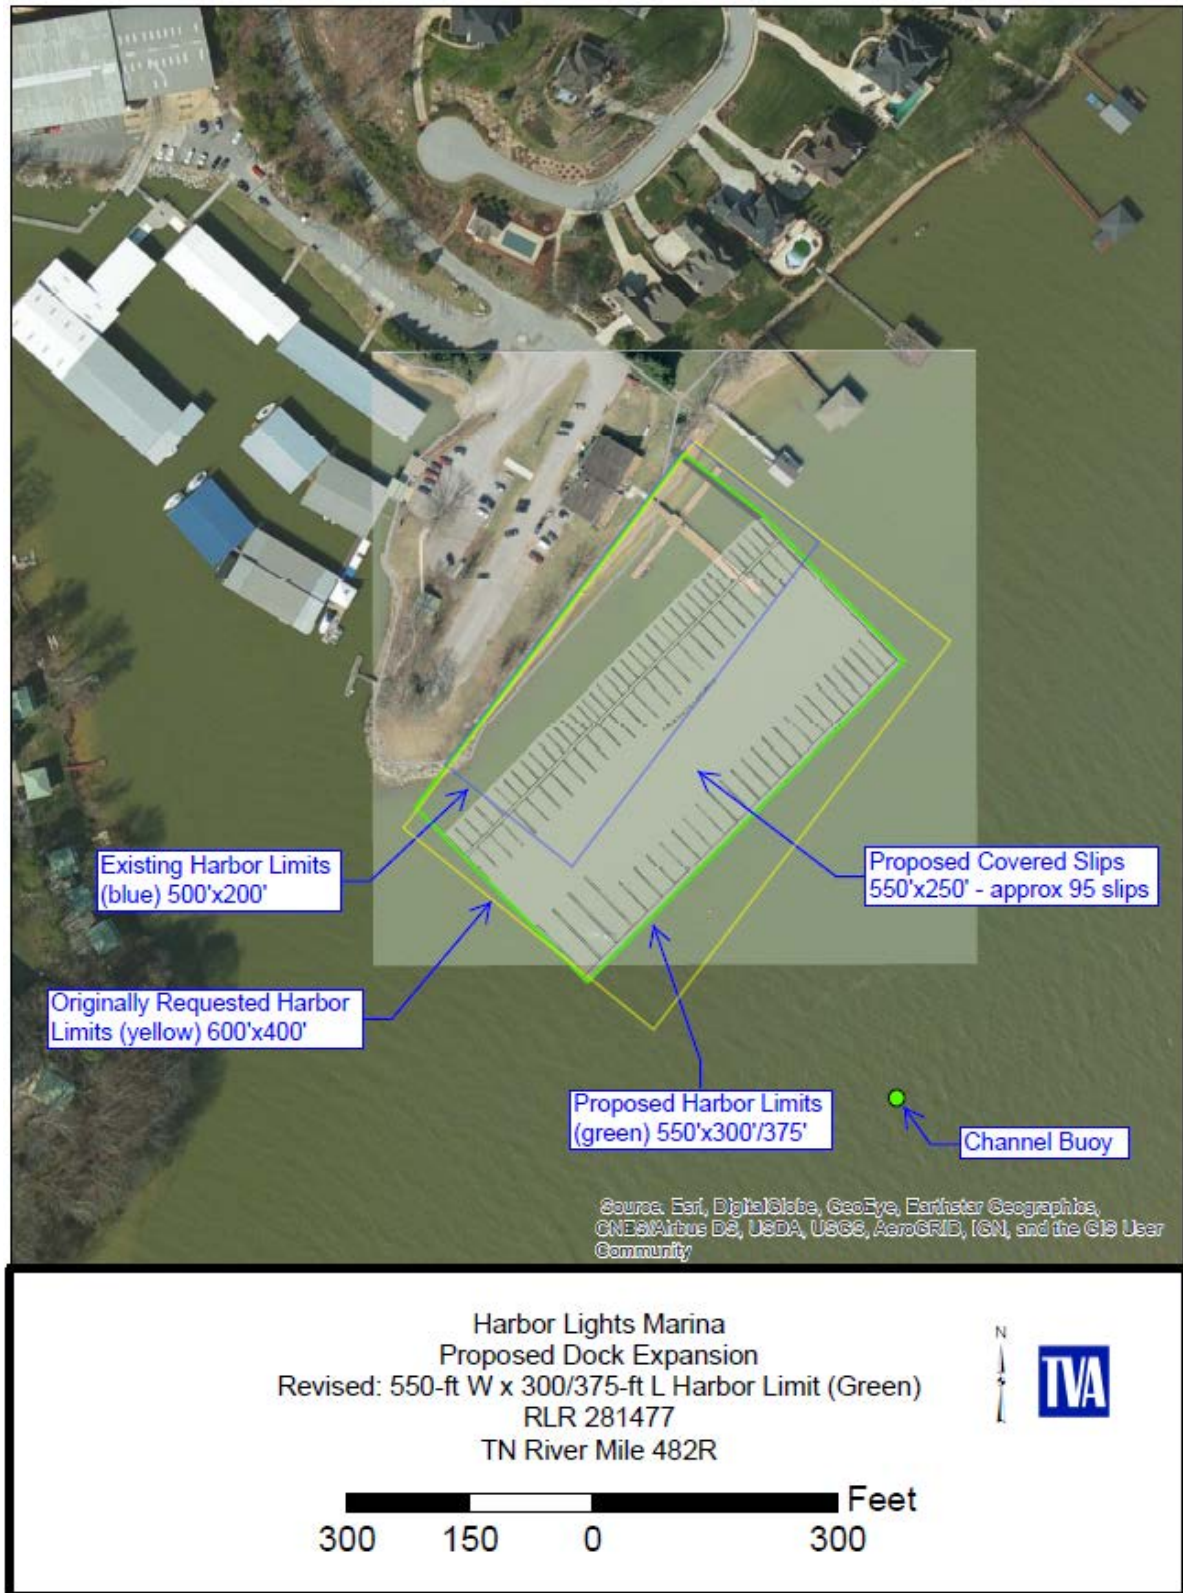 Existing Harbor Limits
(blue) 500'x200'
Proposed Covered Slips
550'x250' - approx 95 slips
Originally Requested Harbor
Limits (yellow) 600'x400'
Proposed Harbor Limits
(green) 550'x300'/375'
Channel Buoy
Source: Esri, DigitalGlobe, GeoEye, Earthstar Geographics,
CNES/Airbus DS, USDA, USGS, AeroGRID, IGN, and the GIS User
Community
Harbor Lights Marina
Proposed Dock Expansion
Revised: 550-ft W x 300/375-ft L Harbor Limit (Green)
RLR 281477
TN River Mile 482R
N
TVA
Feet
300 150 0 300